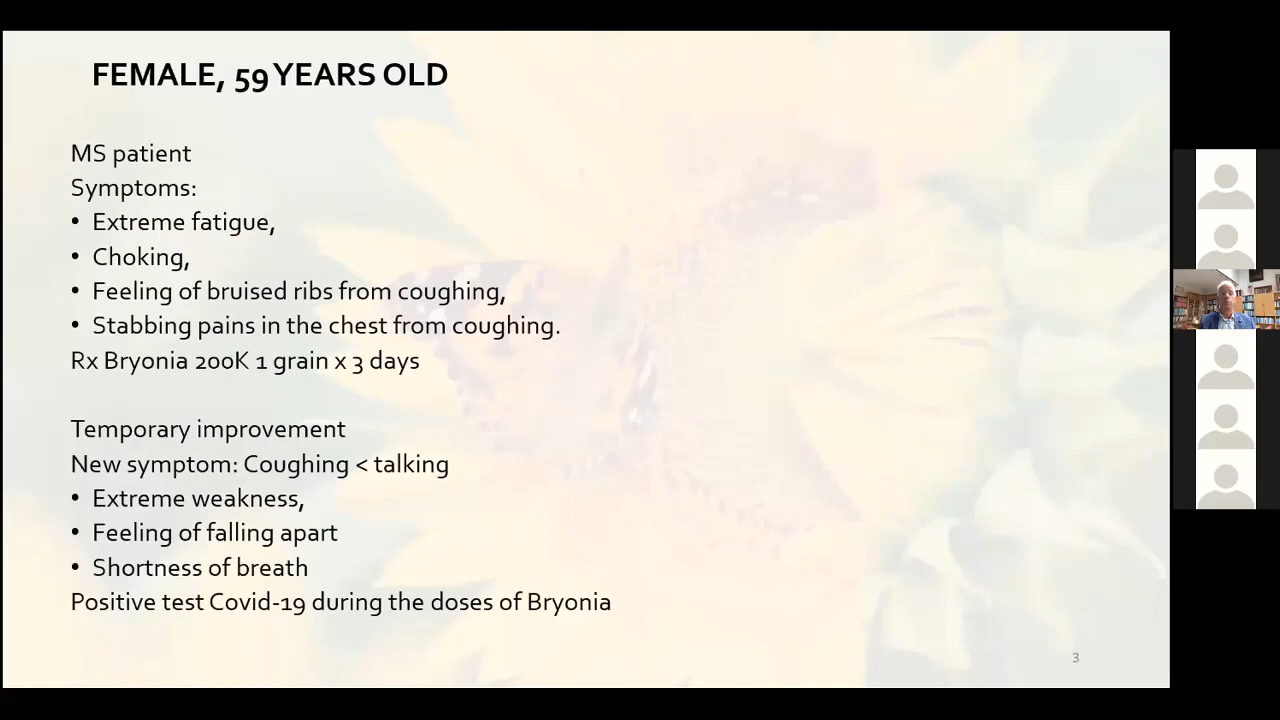 FEMALE, 59 YEARS OLD
MS patient
Symptoms:
• Extreme fatigue,
• Choking,
• Feeling of bruised ribs from coughing,
• Stabbing pains in the chest from coughing.
Rx Bryonia 200K 1 grain x 3 days
Temporary improvement
New symptom: Coughing < talking
• Extreme weakness,
• Feeling of falling apart
• Shortness of breath
Positive test Covid-19 during the doses of Bryonia
3